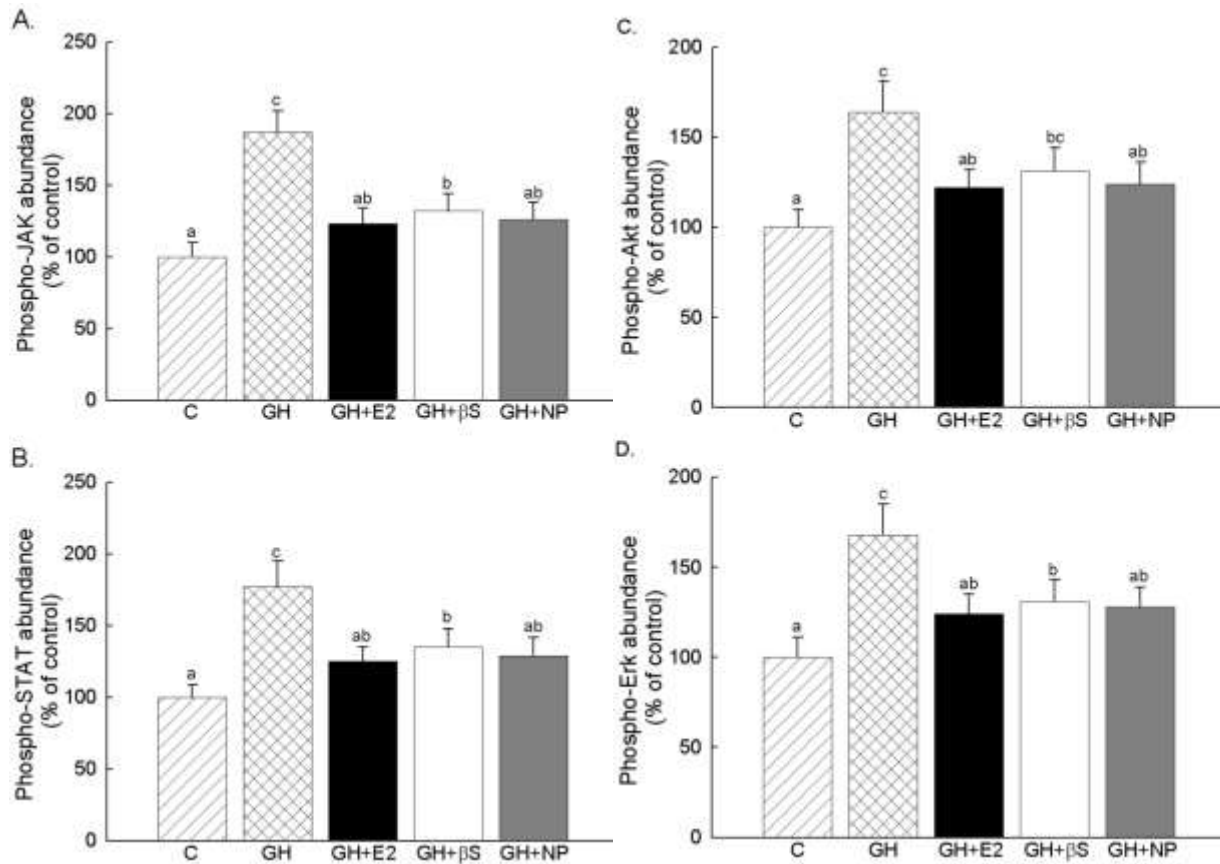 A.
Phospho-JAK abundance
(% of control)
250
200
150
100
50
0
a
c
ab
b
ab
C GH GH+E2 GH+βS GH+NP
B.
Phospho-STAT abundance
(% of control)
250
200
150
100
50
0
a
c
ab
b
ab
C GH GH+E2 GH+βS GH+NP
C.
Phospho-Akt abundance
(% of control)
200
150
100
50
0
a
c
ab
bc
ab
C GH GH+E2 GH+βS GH+NP
D.
Phospho-Erk abundance
(% of control)
200
150
100
50
0
a
c
ab
b
ab
C GH GH+E2 GH+βS GH+NP